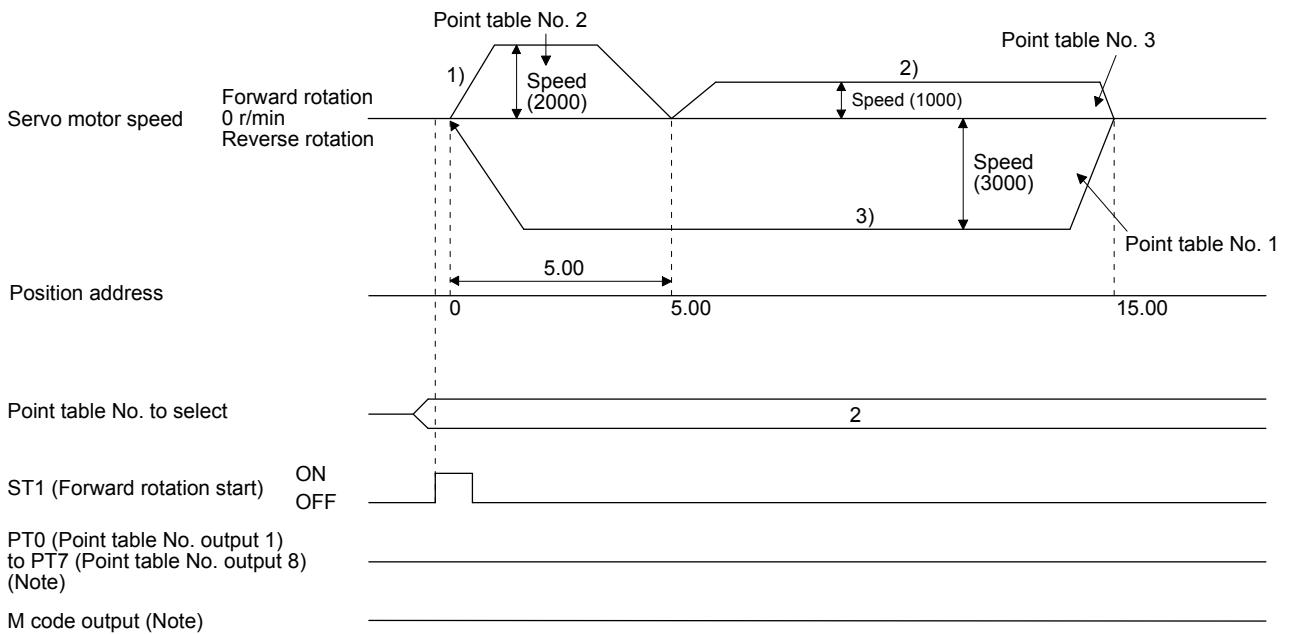 Point table No. 2
Point table No. 3
1)
Speed
(2000)
2)
Speed (1000)
Servo motor speed
Forward rotation
0 r/min
Reverse rotation
Speed
(3000)
3)
Point table No. 1
5.00
Position address
0
5.00
15.00
Point table No. to select
2
ST1 (Forward rotation start)
ON
OFF
PT0 (Point table No. output 1)
to PT7 (Point table No. output 8)
(Note)
M code output (Note)